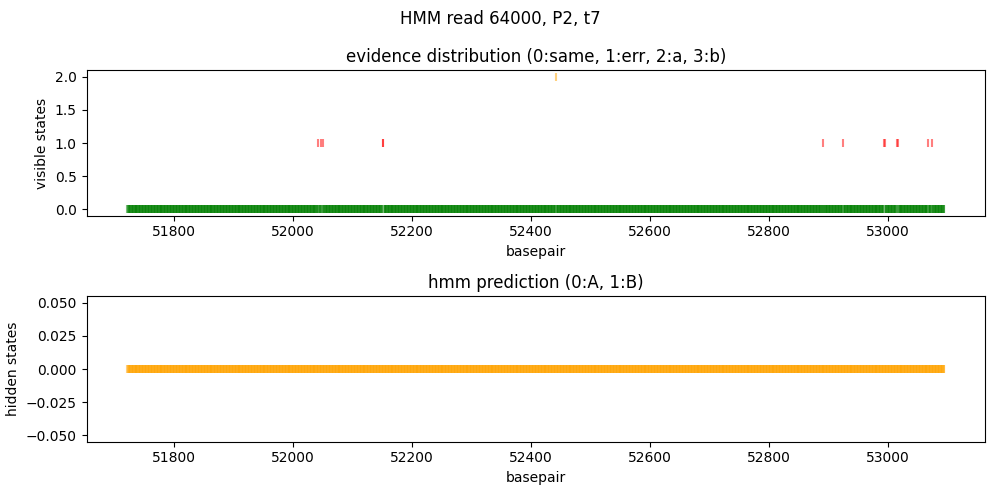 HMM read 64000, P2, t7
evidence distribution (0:same, 1:err, 2:a, 3:b)
visible states
2.0
1.5
1.0
0.5
0.0
51800 52000 52200 52400 52600 52800 53000
basepair
hmm prediction (0:A, 1:B)
hidden states
0.050
0.025
0.000
−0.025
−0.050
51800 52000 52200 52400 52600 52800 53000
basepair